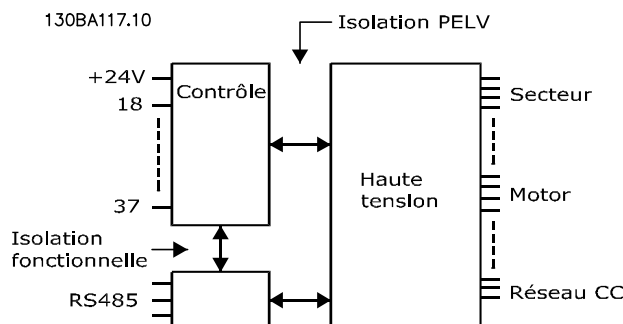 130BA117.10
Isolation PELV
+24V
Contrôle
18
Secteur
Haute
tension
Motor
37
Isolation
fonctionnelle
RS485
Réseau CC